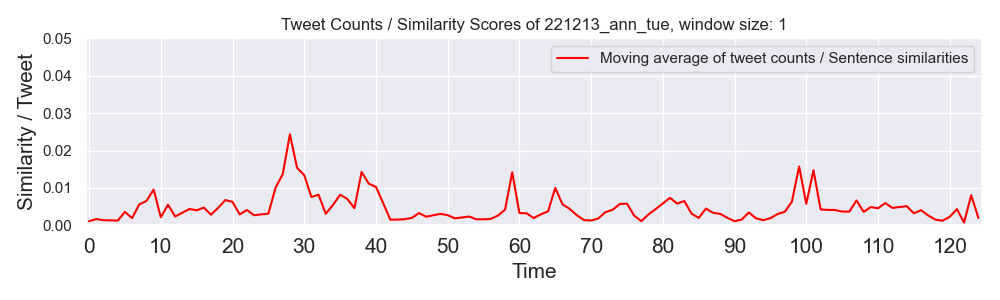 Tweet Counts / Similarity Scores of 221213_ann_tue, window size: 1
Moving average of tweet counts / Sentence similarities
Similarity / Tweet
0.05
0.04
0.03
0.02
0.01
0.00
0 10 20 30 40 50 60 70 80 90 100 110 120
Time